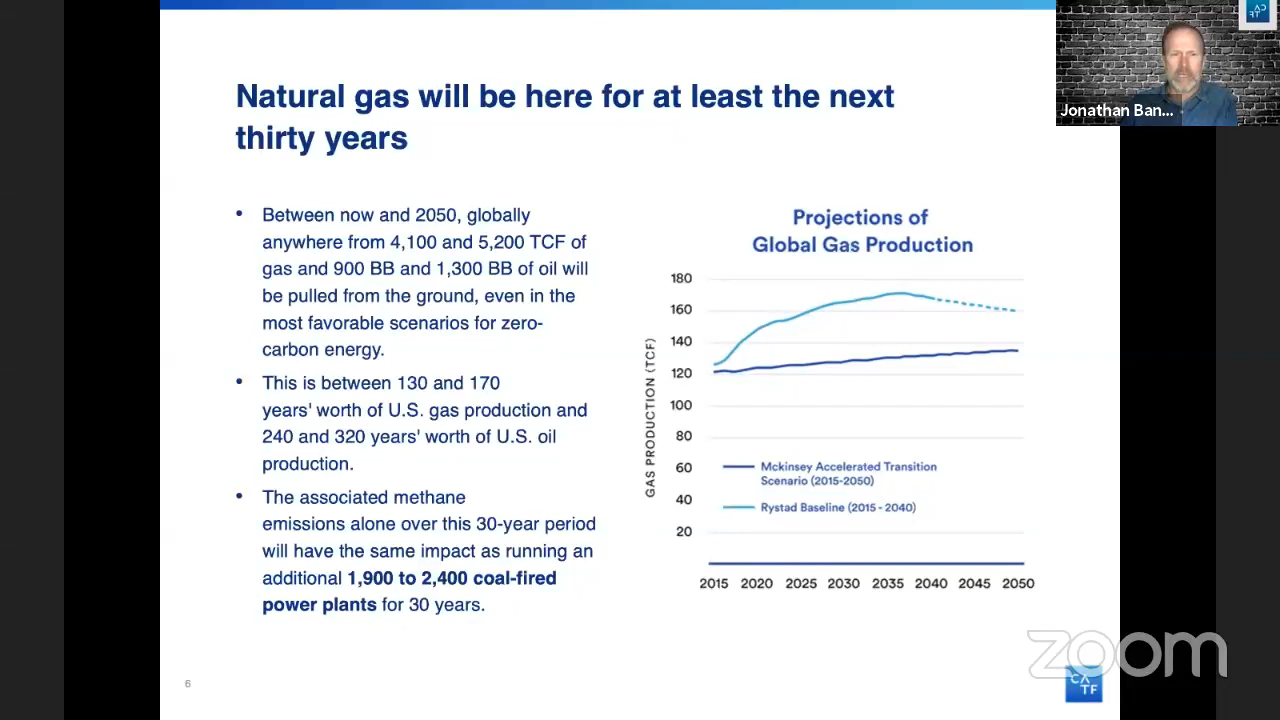 Natural gas will be here for at least the next
thirty years
• Between now and 2050, globally
anywhere from 4,100 and 5,200 TCF of
gas and 900 BB and 1,300 BB of oil will
be pulled from the ground, even in the
most favorable scenarios for zero-
carbon energy.
• This is between 130 and 170
years' worth of U.S. gas production and
240 and 320 years' worth of U.S. oil
production.
• The associated methane
emissions alone over this 30-year period
will have the same impact as running an
additional 1,900 to 2,400 coal-fired
power plants for 30 years.
Projections of
Global Gas Production
GAS PRODUCTION (TCF)
180
160
140
120
100
80
60
40
20
Mckinsey Accelerated Transition
Scenario (2015-2050)
Rystad Baseline (2015 - 2040)
2015 2020 2025 2030 2035 2040 2045 2050
6
Jonathan Ban...
zoom
CATF
CATF